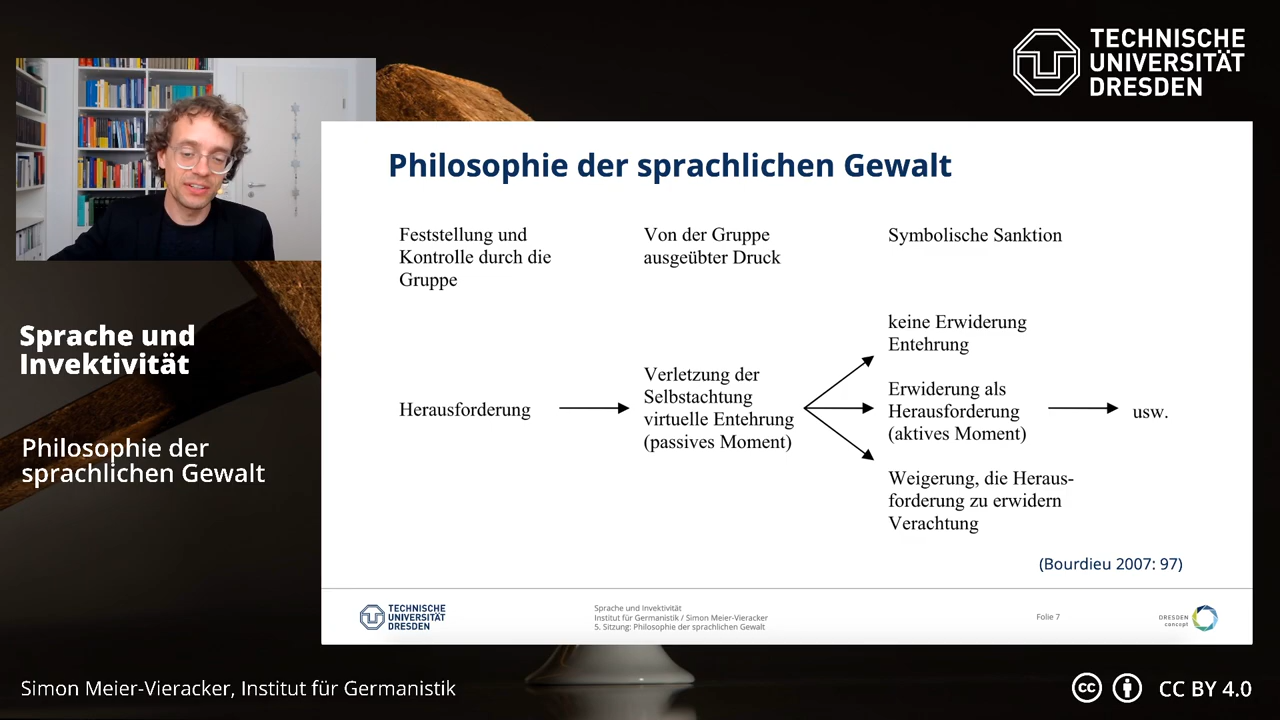 TECHNISCHE
UNIVERSITÄT
DRESDEN
Sprache und
Invektivität
Philosophie der
sprachlichen Gewalt
Philosophie der sprachlichen Gewalt
Feststellung und
Kontrolle durch die
Gruppe
Von der Gruppe
ausgeübter Druck
Symbolische Sanktion
Herausforderung
Verletzung der
Selbstachtung
virtuelle Entehrung
(passives Moment)
keine Erwiderung
Entehrung
Erwiderung als
Herausforderung
(aktives Moment)
usw.
Weigerung, die Heraus-
forderung zu erwidern
Verachtung
(Bourdieu 2007: 97)
TECHNISCHE
UNIVERSITÄT
DRESDEN
Sprache und Invektivität
Institut für Germanistik / Simon Meier-Vieracker
5. Sitzung: Philosophie der sprachlichen Gewalt
Folie 7
DRESDEN
concept
Simon Meier-Vieracker, Institut für Germanistik
cc
CC BY 4.0